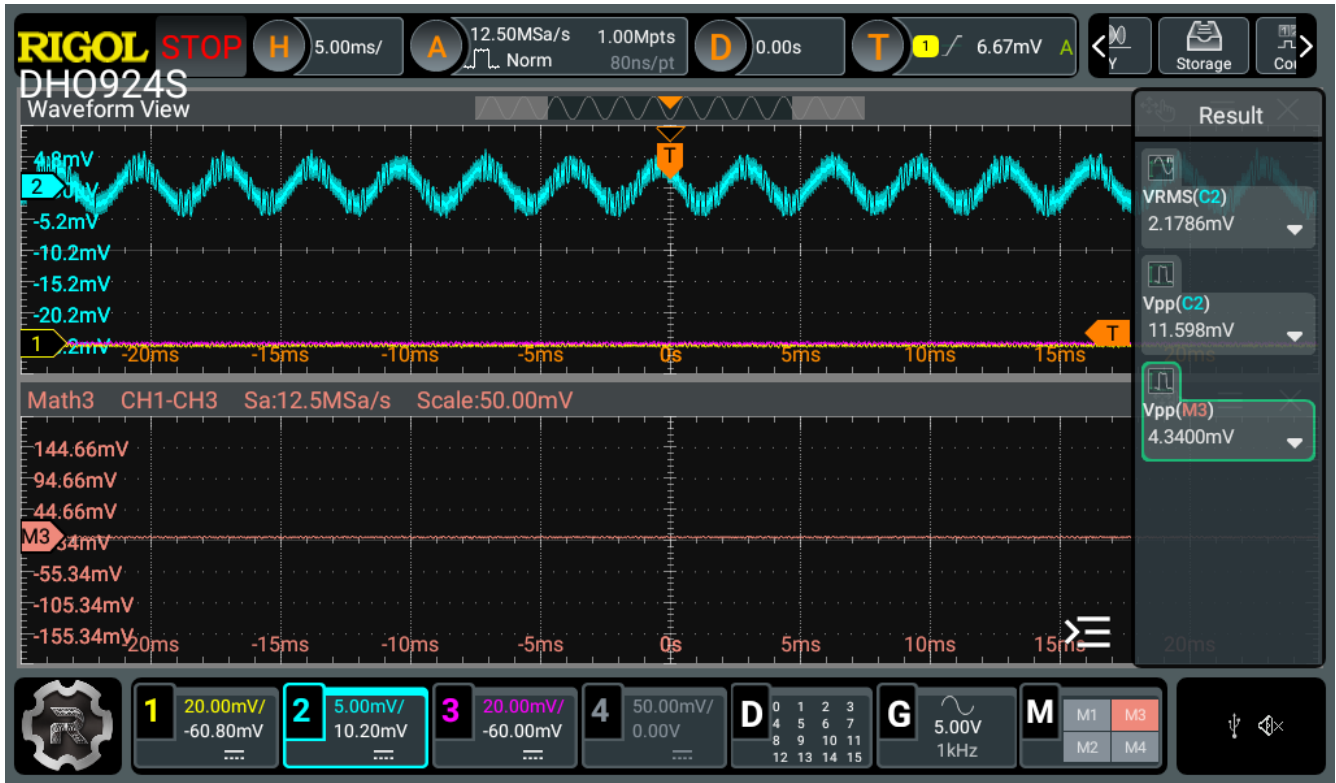 RIGOL STOP H 5.00ms/ A 12.50MSa/s 1.00Mpts D 0.00s T 1 6.67mV A Storage
Norm 80ns/pt
DHO924S
Waveform View
Result
T
2
-5.2mV
-10.2mV
-15.2mV
-20.2mV
1
T
-20ms -15ms -10ms -5ms 0s 5ms 10ms 15ms 20ms
VRMS(C2)
2.1786mV
Vpp(C2)
11.598mV
Vpp(M3)
4.3400mV
Math3 CH1-CH3 Sa:12.5MSa/s Scale:50.00mV
144.66mV
94.66mV
44.66mV
M3
-55.34mV
-105.34mV
-155.34mV
-20ms -15ms -10ms -5ms 0s 5ms 10ms 15ms 20ms
1 20.00mV/ 2 5.00mV/ 3 20.00mV/ 4 50.00mV/ D 0 1 2 3 G 5.00V M M1 M3
-60.80mV 10.20mV -60.00mV 0.00V 4 5 6 7 1kHz M2 M4
8 9 10 11
12 13 14 15
R